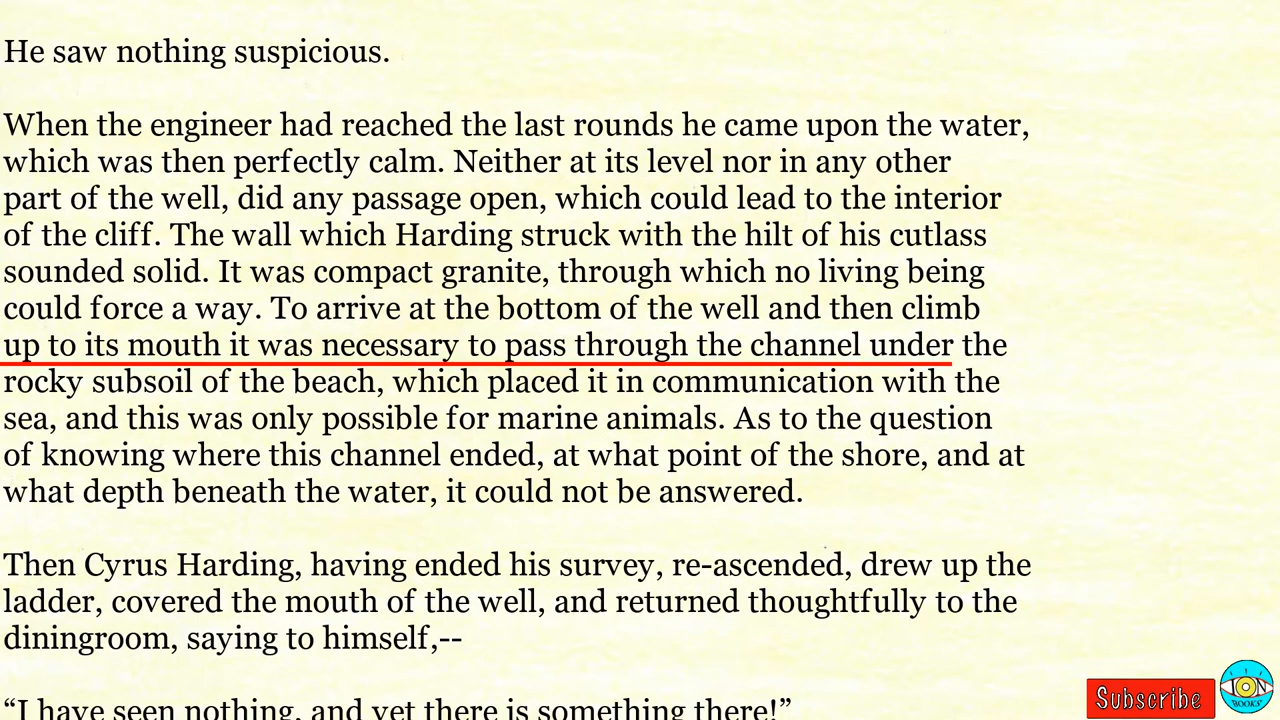 He saw nothing suspicious.
When the engineer had reached the last rounds he came upon the water,
which was then perfectly calm. Neither at its level nor in any other
part of the well, did any passage open, which could lead to the interior
of the cliff. The wall which Harding struck with the hilt of his cutlass
sounded solid. It was compact granite, through which no living being
could force a way. To arrive at the bottom of the well and then climb
up to its mouth it was necessary to pass through the channel under the
rocky subsoil of the beach, which placed it in communication with the
sea, and this was only possible for marine animals. As to the question
of knowing where this channel ended, at what point of the shore, and at
what depth beneath the water, it could not be answered.
Then Cyrus Harding, having ended his survey, re-ascended, drew up the
ladder, covered the mouth of the well, and returned thoughtfully to the
diningroom, saying to himself,--
“I have seen nothing, and yet there is something there!”
Subscribe
ION
BOOKS